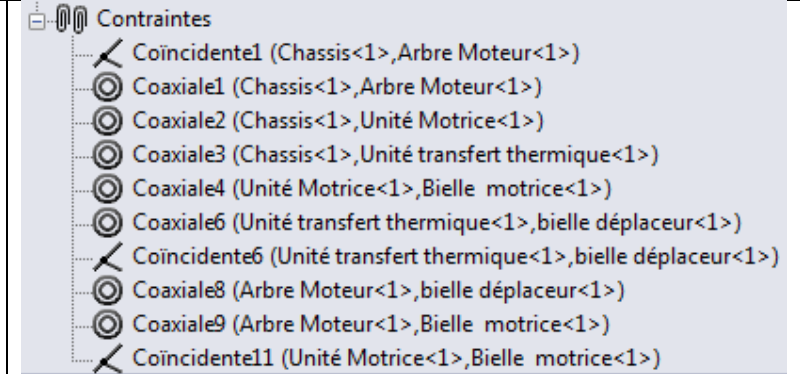 Contraintes
Coïncidente1 (Chassis<1>,Arbre Moteur<1>)
Coaxiale1 (Chassis<1>,Arbre Moteur<1>)
Coaxiale2 (Chassis<1>,Unité Motrice<1>)
Coaxiale3 (Chassis<1>,Unité transfert thermique<1>)
Coaxiale4 (Unité Motrice<1>,Bielle  motrice<1>)
Coaxiale6 (Unité transfert thermique<1>,bielle déplaceur<1>)
Coïncidente6 (Unité transfert thermique<1>,bielle déplaceur<1>)
Coaxiale8 (Arbre Moteur<1>,bielle déplaceur<1>)
Coaxiale9 (Arbre Moteur<1>,Bielle  motrice<1>)
Coïncidente11 (Unité Motrice<1>,Bielle  motrice<1>)